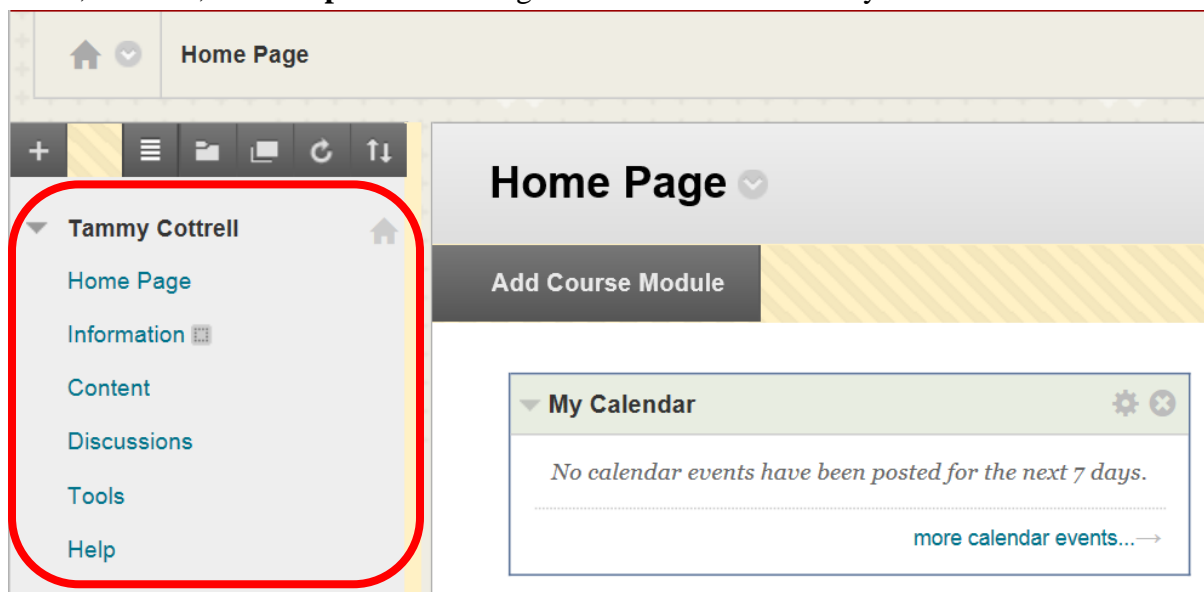 Home Page
Home Page
Tammy Cottrell
Home Page
Information
Content
Discussions
Tools
Help
Add Course Module
My Calendar
No calendar events have been posted for the next 7 days.
more calendar events...→